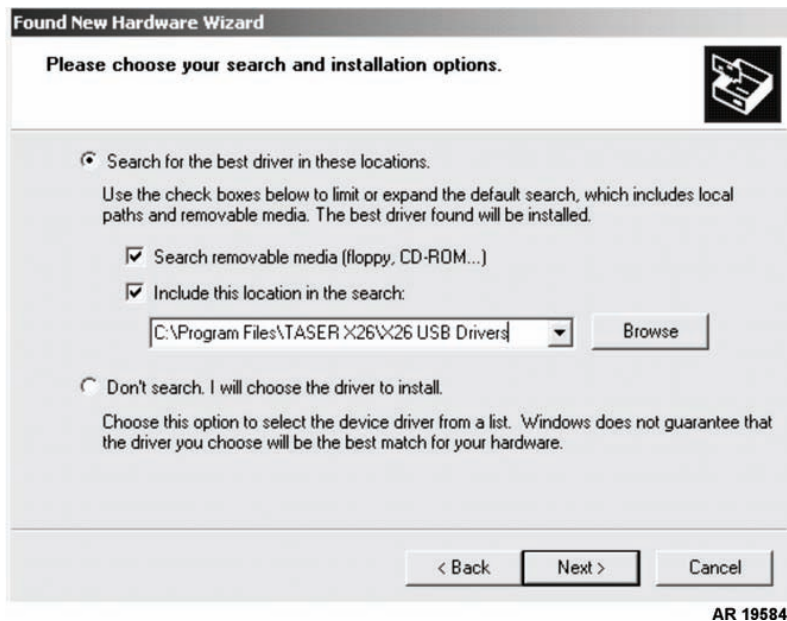 Found New Hardware Wizard
Please choose your search and installation options.
Search for the best driver in these locations.
Use the check boxes below to limit or expand the default search, which includes local
paths and removable media. The best driver found will be installed.
Search removable media (floppy, CD-ROM...)
Include this location in the search:
C:\Program Files\TASER X26\X26 USB Drivers
Browse
Don't search. I will choose the driver to install.
Choose this option to select the device driver from a list. Windows does not guarantee that
the driver you choose will be the best match for your hardware.
< Back Next > Cancel
AR 19584